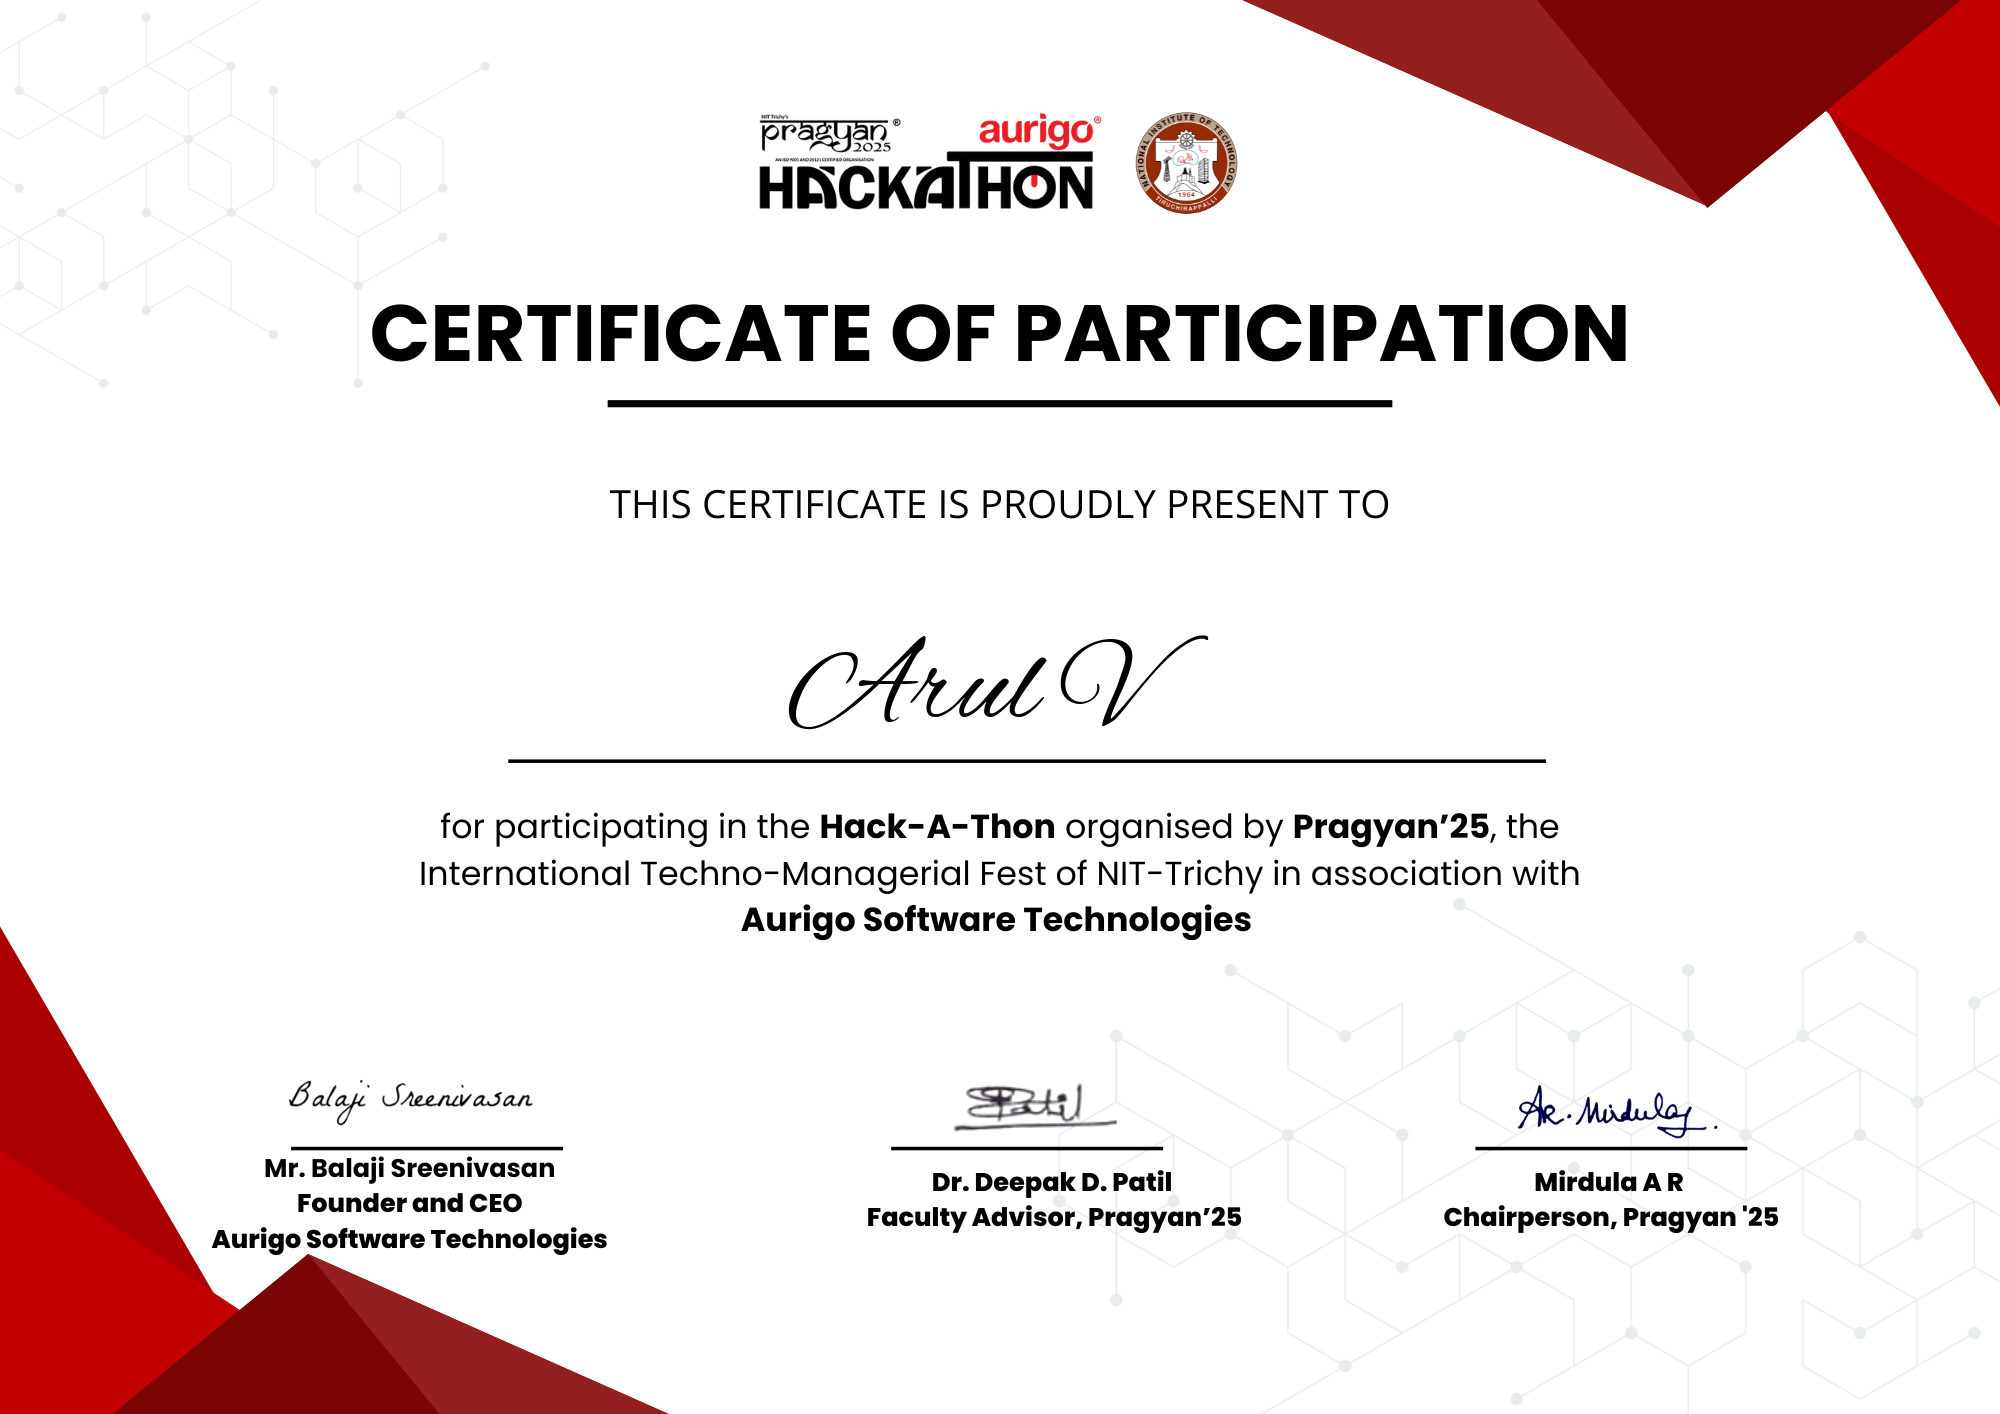 NIT Trichy's
pragyan ®
2025
AN ISO 9001 AND 20121 CERTIFIED ORGANISATION
aurigo®
HACKATHON
NATIONAL INSTITUTE OF TECHNOLOGY
1964
TIRUCHIRAPPALLI
CERTIFICATE OF PARTICIPATION
THIS CERTIFICATE IS PROUDLY PRESENT TO
Arul V
for participating in the Hack-A-Thon organised by Pragyan’25, the
International Techno-Managerial Fest of NIT-Trichy in association with
Aurigo Software Technologies
Balaji Sreenivasan
Mr. Balaji Sreenivasan
Founder and CEO
Aurigo Software Technologies
Patil
Dr. Deepak D. Patil
Faculty Advisor, Pragyan’25
AR. Mirdula
Mirdula A R
Chairperson, Pragyan '25